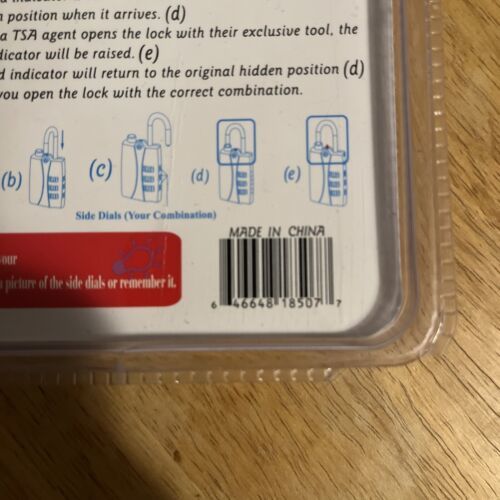 n position when it arrives. (d)
a TSA agent opens the lock with their exclusive tool, the
dicator will be raised. (e)
d indicator will return to the original hidden position (d)
you open the lock with the correct combination.
(b) (c) (d) (e)
Side Dials (Your Combination)
MADE IN CHINA
your
a picture of the side dials or remember it.
6 46648 18507 7